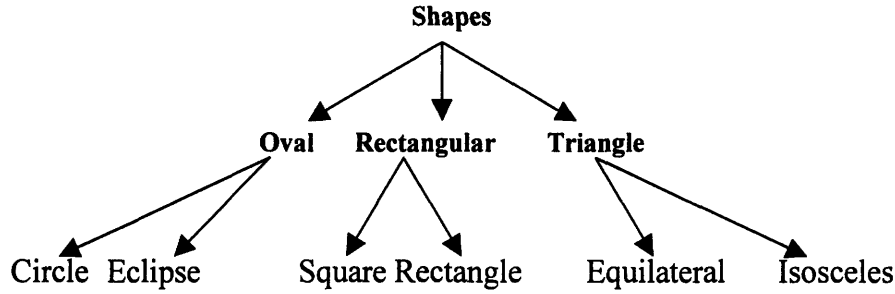 Shapes
Oval Rectangular Triangle
Circle Eclipse Square Rectangle Equilateral Isosceles